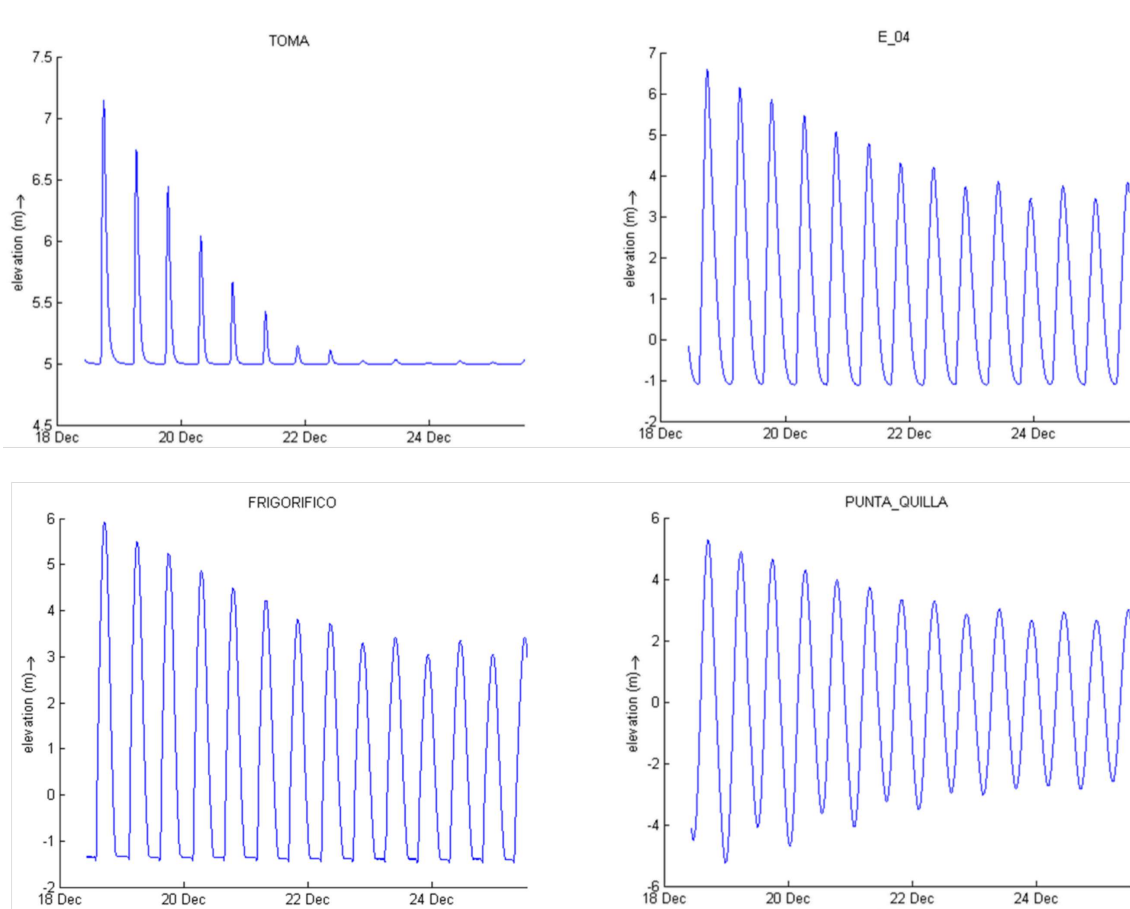 TOMA
7.5
7
6.5
6
5.5
5
4.5
elevation (m)→
18 Dec 20 Dec 22 Dec 24 Dec
E_04
7
6
5
4
3
2
1
0
-1
-2
elevation (m)→
18 Dec 20 Dec 22 Dec 24 Dec
FRIGORIFICO
6
5
4
3
2
1
0
-1
-2
elevation (m)→
18 Dec 20 Dec 22 Dec 24 Dec
PUNTA_QUILLA
6
4
2
0
-2
-4
-6
elevation (m)→
18 Dec 20 Dec 22 Dec 24 Dec